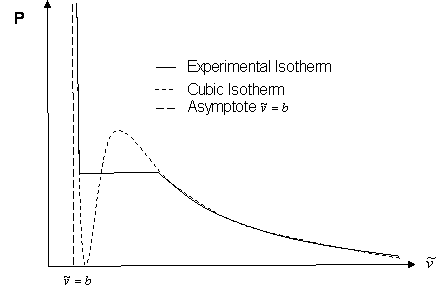 P
Experimental Isotherm
Cubic Isotherm
Asymptote ṽ = b
ṽ
ṽ = b